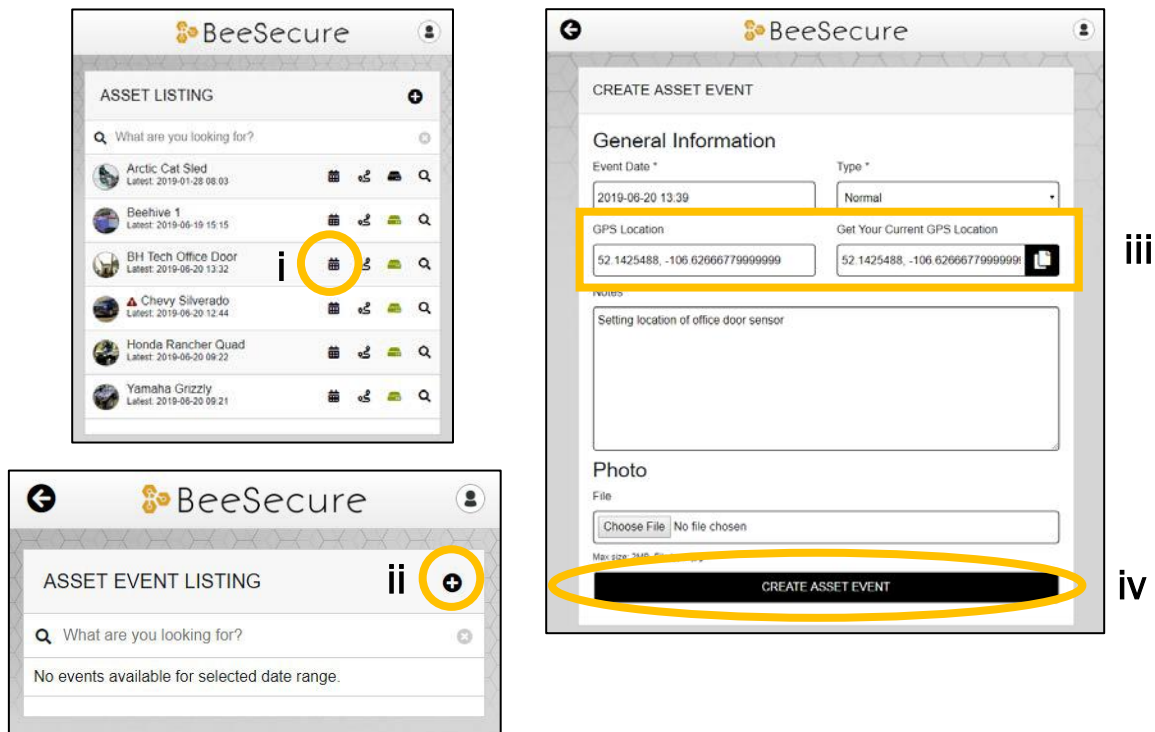 BeeSecure
ASSET LISTING
What are you looking for?
Arctic Cat Sled
Latest: 2019-01-28 08:03
Beehive 1
Latest: 2019-06-19 15:15
BH Tech Office Door
Latest: 2019-06-20 13:32
i
Chevy Silverado
Latest: 2019-06-20 12:44
Honda Rancher Quad
Latest: 2019-06-20 09:22
Yamaha Grizzly
Latest: 2019-06-20 09:21
BeeSecure
ASSET EVENT LISTING
ii
What are you looking for?
No events available for selected date range.
BeeSecure
CREATE ASSET EVENT
General Information
Event Date * Type *
2019-06-20 13:39 Normal
GPS Location Get Your Current GPS Location
52.1425488, -106.62666779999999 52.1425488, -106.6266677999999
iii
Notes
Setting location of office door sensor
Photo
File
Choose File No file chosen
Max size: 2MB.
CREATE ASSET EVENT
iv